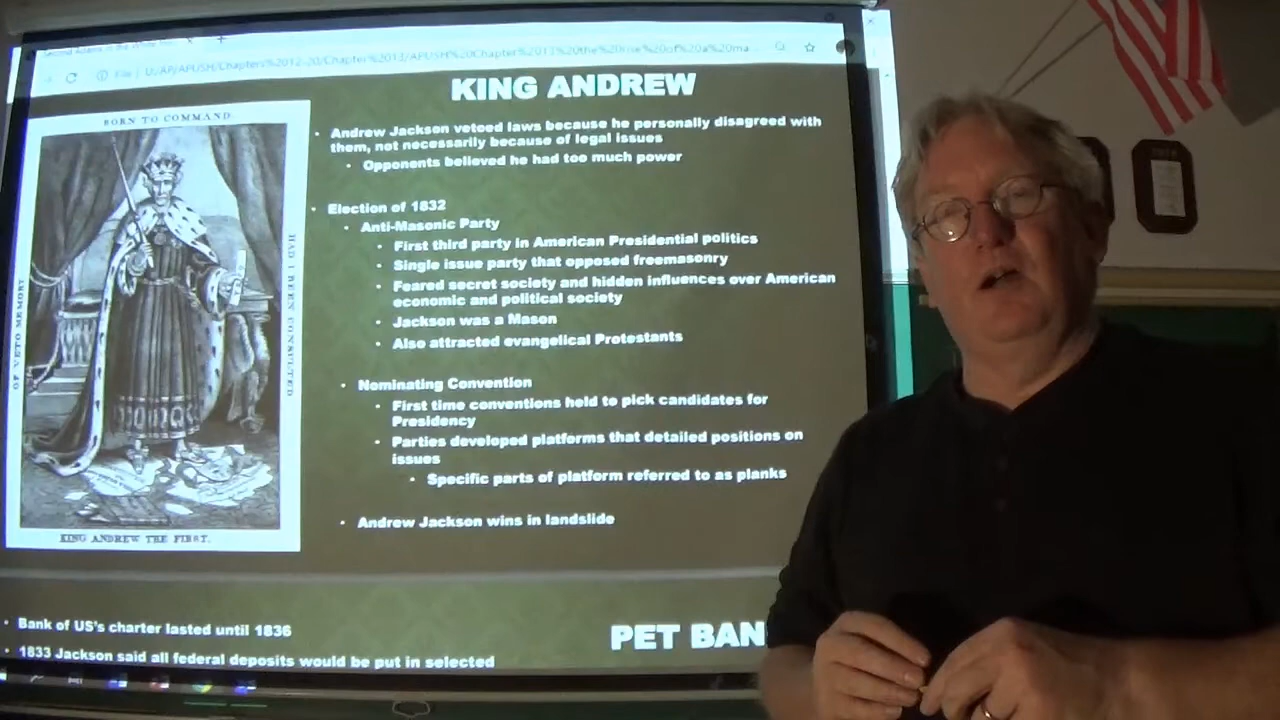 KING ANDREW
BORN TO COMMAND.
OF VETO MEMORY
HAD I BEEN CONSULTED
KING ANDREW THE FIRST.
• Andrew Jackson vetoed laws because he personally disagreed with
them, not necessarily because of legal issues
• Opponents believed he had too much power
• Election of 1832
• Anti-Masonic Party
• First third party in American Presidential politics
• Single issue party that opposed freemasonry
• Feared secret society and hidden influences over American
economic and political society
• Jackson was a Mason
• Also attracted evangelical Protestants
• Nominating Convention
• First time conventions held to pick candidates for
Presidency
• Parties developed platforms that detailed positions on
issues
• Specific parts of platform referred to as planks
• Andrew Jackson wins in landslide
PET BAN
• Bank of US's charter lasted until 1836
• 1833 Jackson said all federal deposits would be put in selected